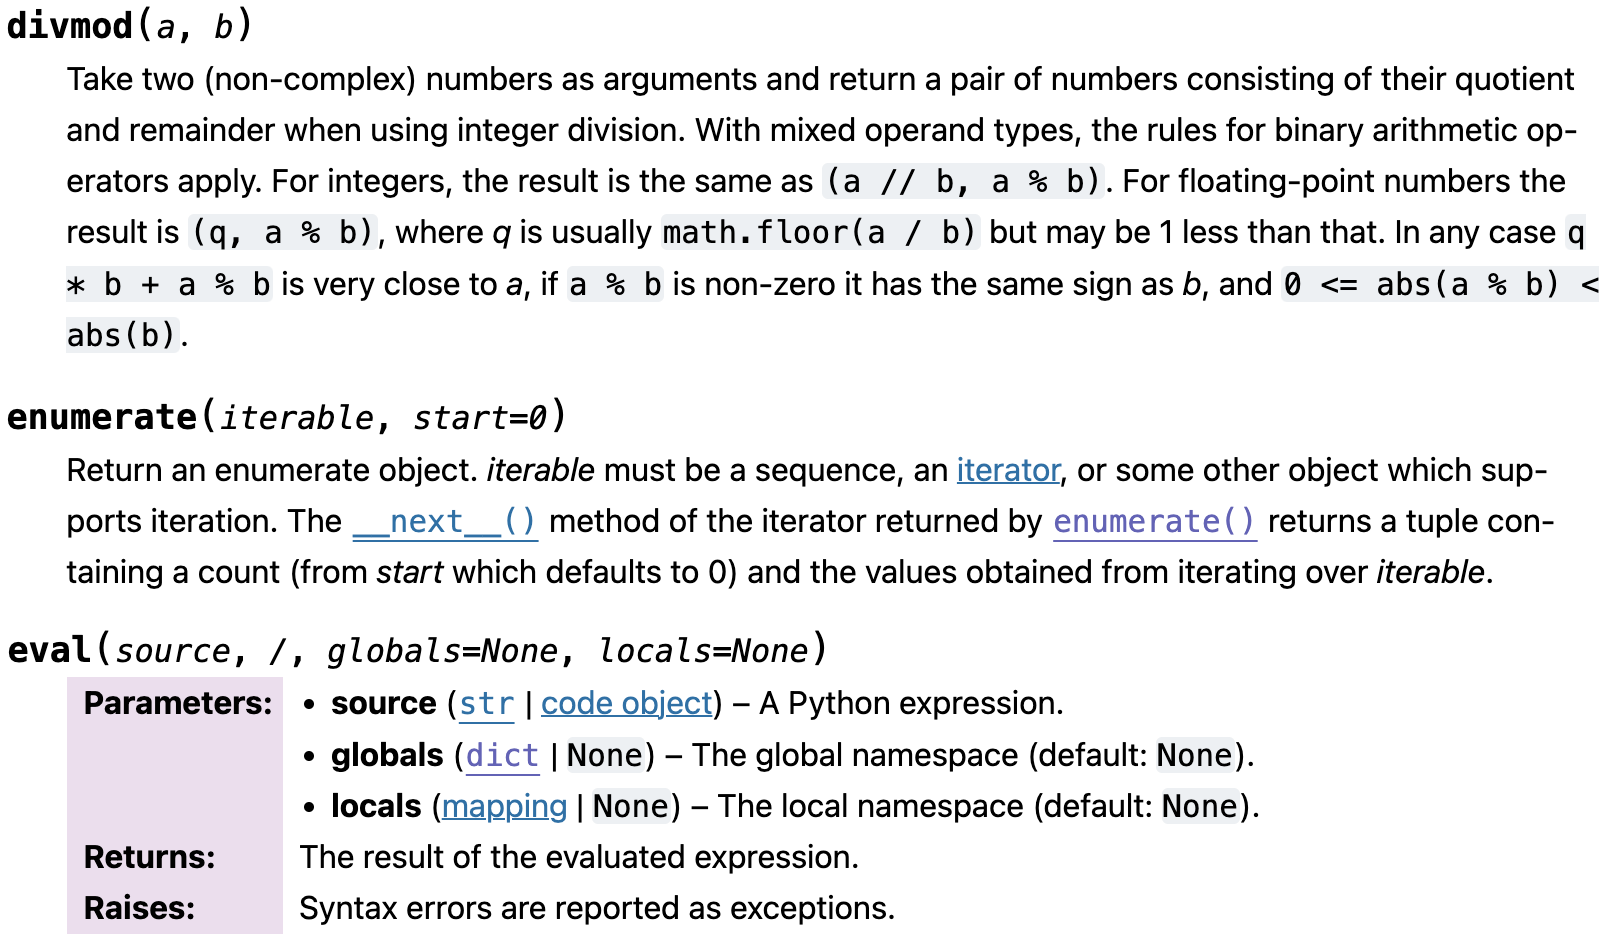 divmod(a, b)
Take two (non-complex) numbers as arguments and return a pair of numbers consisting of their quotient
and remainder when using integer division. With mixed operand types, the rules for binary arithmetic op-
erators apply. For integers, the result is the same as (a // b, a % b). For floating-point numbers the
result is (q, a % b), where q is usually math.floor(a / b) but may be 1 less than that. In any case q
* b + a % b is very close to a, if a % b is non-zero it has the same sign as b, and 0 <= abs(a % b) <
abs(b).
enumerate(iterable, start=0)
Return an enumerate object. iterable must be a sequence, an iterator, or some other object which sup-
ports iteration. The __next__() method of the iterator returned by enumerate() returns a tuple con-
taining a count (from start which defaults to 0) and the values obtained from iterating over iterable.
eval(source, /, globals=None, locals=None)
Parameters: • source (str | code object) – A Python expression.
• globals (dict | None) – The global namespace (default: None).
• locals (mapping | None) – The local namespace (default: None).
Returns: The result of the evaluated expression.
Raises: Syntax errors are reported as exceptions.